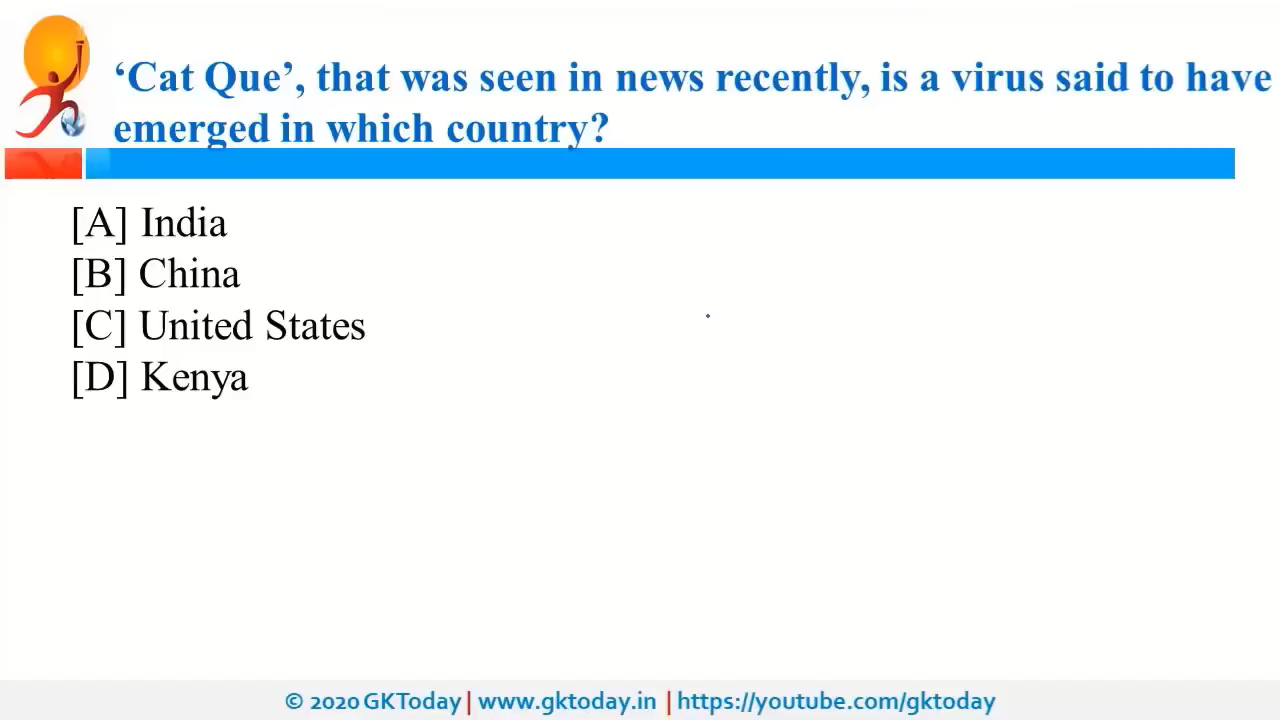 ‘Cat Que’, that was seen in news recently, is a virus said to have
emerged in which country?
[A] India
[B] China
[C] United States
[D] Kenya
© 2020 GKToday | www.gktoday.in | https://youtube.com/gktoday